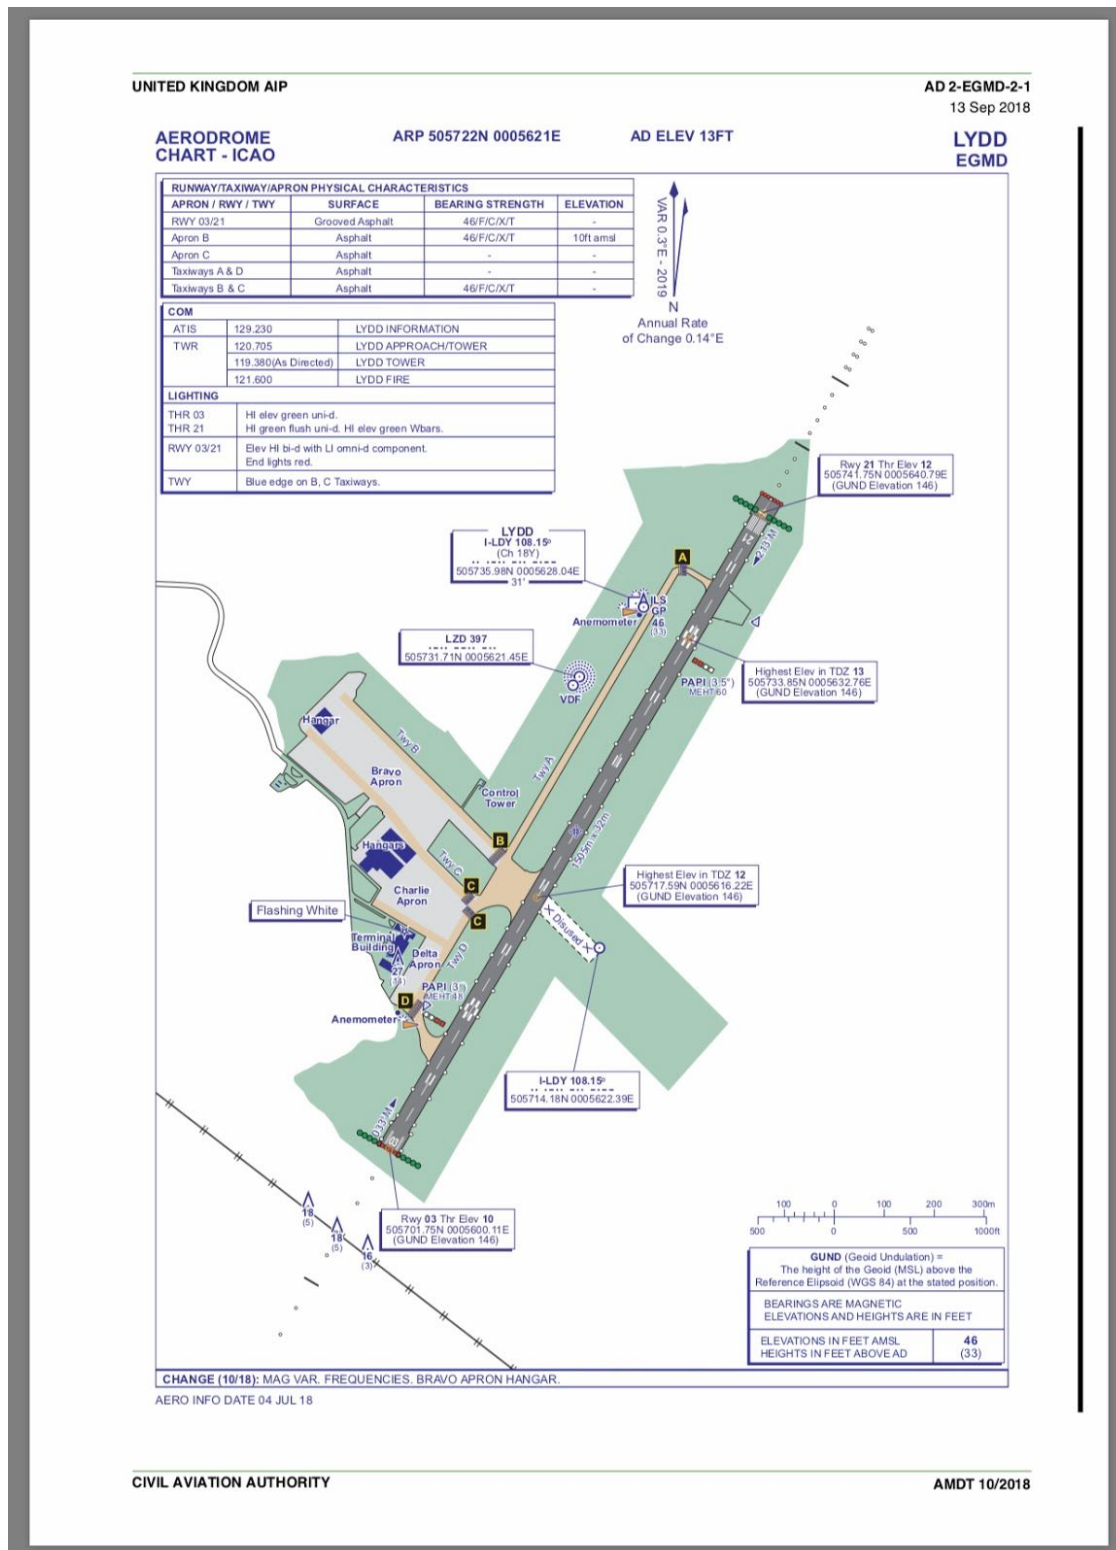 UNITED KINGDOM AIP
AD 2-EGMD-2-1
13 Sep 2018
AERODROME CHART - ICAO
ARP 505722N 0005621E
AD ELEV 13FT
LYDD
EGMD
RUNWAY/TAXIWAY/APRON PHYSICAL CHARACTERISTICS
APRON / RWY / TWY SURFACE BEARING STRENGTH ELEVATION
RWY 03/21 Grooved Asphalt 46/F/C/X/T -
Apron B Asphalt 46/F/C/X/T 10ft amsl
Apron C Asphalt - -
Taxiways A & D Asphalt - -
Taxiways B & C Asphalt 46/F/C/X/T -
VAR 0.3°E - 2019
N
Annual Rate
of Change 0.14°E
COM
ATIS 129.230 LYDD INFORMATION
TWR 120.705 LYDD APPROACH/TOWER
119.380(As Directed) LYDD TOWER
121.600 LYDD FIRE
LIGHTING
THR 03 HI elev green uni-d.
THR 21 HI green flush uni-d. HI elev green Wbars.
RWY 03/21 Elev HI bi-d with LI omni-d component.
End lights red.
TWY Blue edge on B, C Taxiways.
Rwy 21 Thr Elev 12
505741.75N 0005640.79E
(GUND Elevation 146)
21
213°M
LYDD
I-LDY 108.15D
(Ch 18Y)
505735.98N 0005628.04E
31'
A
ILS
GP
46
(33)
Anemometer
LZD 397
505731.71N 0005621.45E
VDF
PAPI (3.5°)
MEHT 60
Highest Elev in TDZ 13
505733.85N 0005632.76E
(GUND Elevation 146)
Hangar
Twy B
Bravo
Apron
Twy A
Control
Tower
B
1505m x 32m
Hangars
Twy C
C
C
Charlie
Apron
Highest Elev in TDZ 12
505717.59N 0005616.22E
(GUND Elevation 146)
Flashing White
X Disused X
Terminal
Building
27
(14)
Delta
Apron
Twy D
PAPI (3°)
MEHT 48
D
Anemometer
I-LDY 108.15D
505714.18N 0005622.39E
033°M
03
18
(5)
18
(5)
16
(3)
Rwy 03 Thr Elev 10
505701.75N 0005600.11E
(GUND Elevation 146)
100 0 100 200 300m
500 0 500 1000ft
GUND (Geoid Undulation) =
The height of the Geoid (MSL) above the
Reference Elipsoid (WGS 84) at the stated position.
BEARINGS ARE MAGNETIC
ELEVATIONS AND HEIGHTS ARE IN FEET
ELEVATIONS IN FEET AMSL 46
HEIGHTS IN FEET ABOVE AD (33)
CHANGE (10/18): MAG VAR. FREQUENCIES. BRAVO APRON HANGAR.
AERO INFO DATE 04 JUL 18
CIVIL AVIATION AUTHORITY
AMDT 10/2018